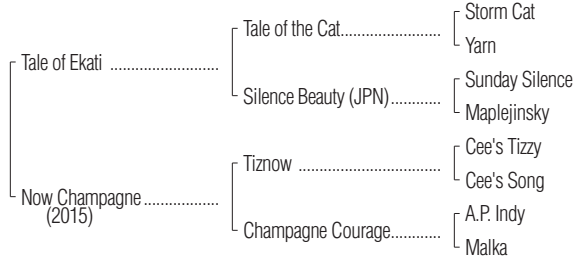 Storm Cat
Tale of the Cat....................
Yarn
Tale of Ekati ..........................
Sunday Silence
Silence Beauty (JPN)............
Maplejinsky
Cee's Tizzy
Tiznow ..................................
Cee's Song
Now Champagne ..................
(2015)
A.P. Indy
Champagne Courage............
Malka